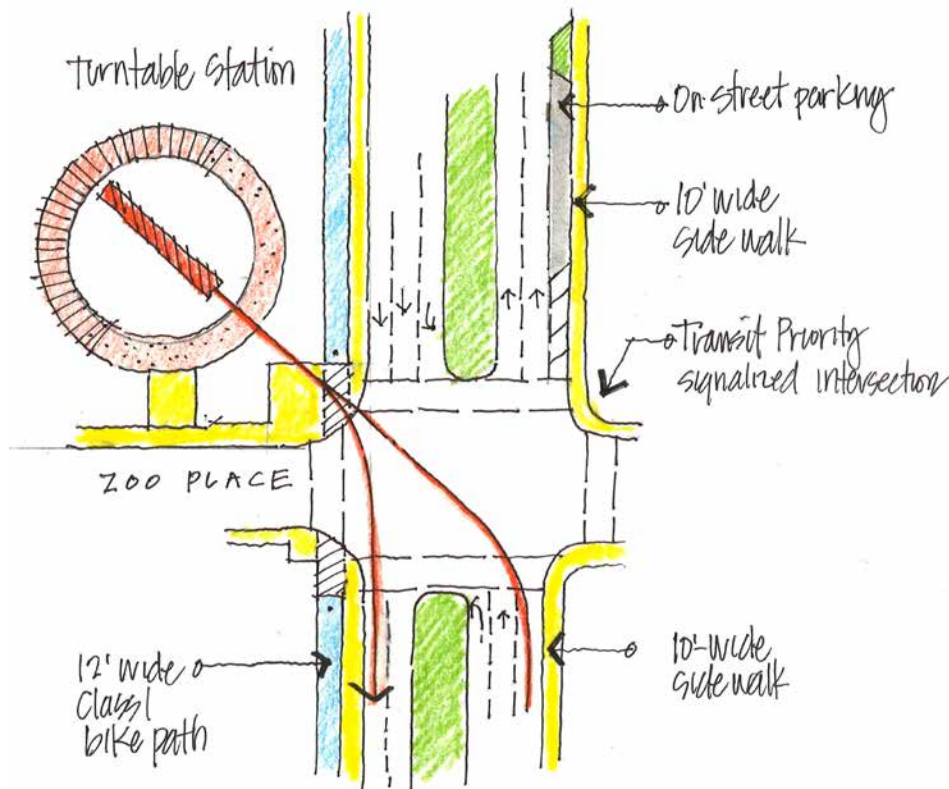 Turntable Station
On street parkng
10' wide
side walk
Transit Priority
signalized intersection
ZOO PLACE
12' wide
Class I
bike path
10'-wide
side walk